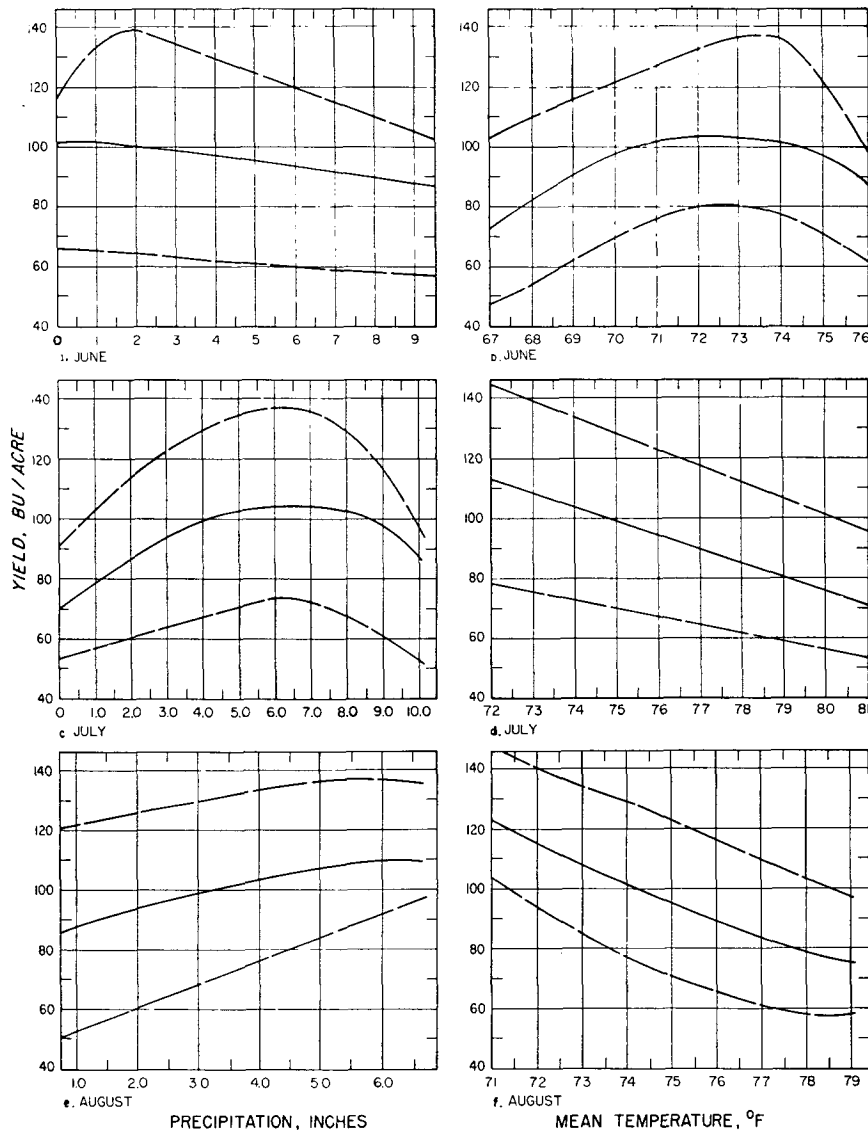 140
120
100
80
60
40
0 1 2 3 4 5 6 7 8 9
JUNE
140
120
100
80
60
40
67 68 69 70 71 72 73 74 75 76
JUNE
YIELD, BU/ACRE
140
120
100
80
60
40
0 1.0 2.0 3.0 4.0 5.0 6.0 7.0 8.0 9.0 10.0
c JULY
140
120
100
80
60
40
72 73 74 75 76 77 78 79 80 81
d. JULY
140
120
100
80
60
40
1.0 2.0 3.0 4.0 5.0 6.0
e. AUGUST
140
120
100
80
60
40
71 72 73 74 75 76 77 78 79
f. AUGUST
PRECIPITATION, INCHES
MEAN TEMPERATURE, °F